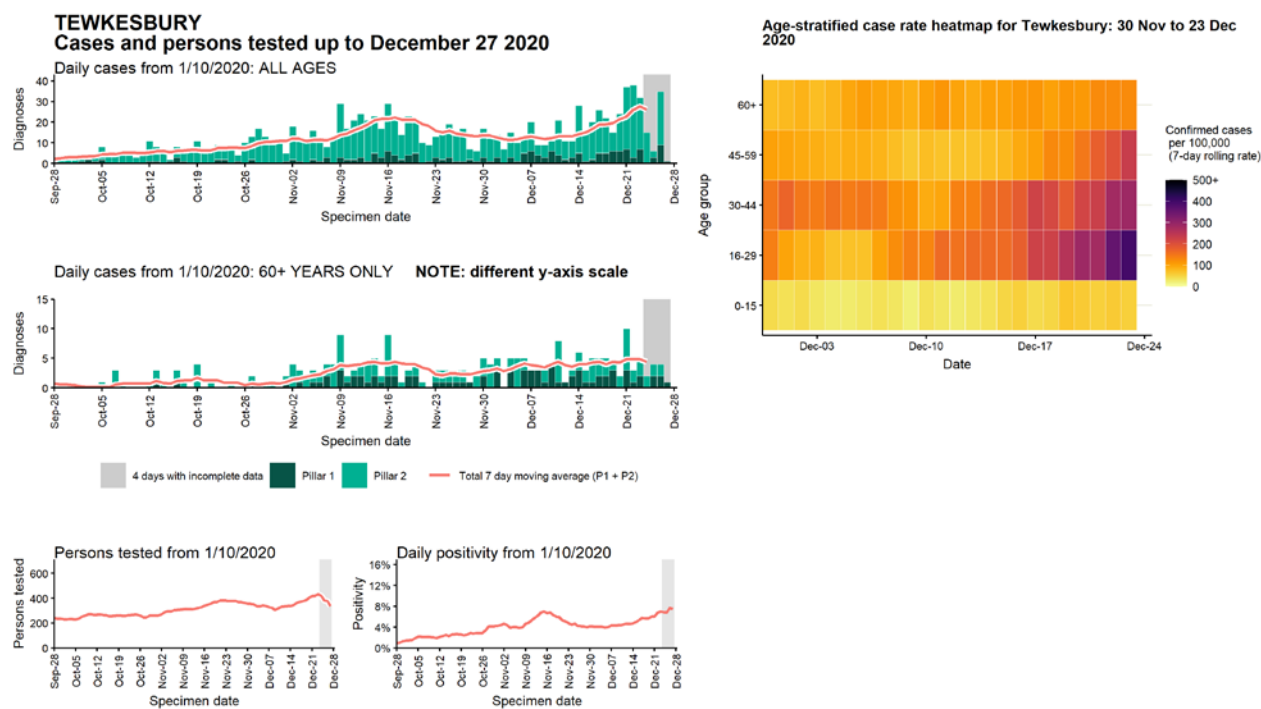 TEWKESBURY
Cases and persons tested up to December 27 2020
Daily cases from 1/10/2020: ALL AGES
Diagnoses
40
30
20
10
0
Sep-28
Oct-05
Oct-12
Oct-19
Oct-26
Nov-02
Nov-09
Nov-16
Nov-23
Nov-30
Dec-07
Dec-14
Dec-21
Dec-28
Specimen date
Daily cases from 1/10/2020: 60+ YEARS ONLY NOTE: different y-axis scale
Diagnoses
15
10
5
0
Sep-28
Oct-05
Oct-12
Oct-19
Oct-26
Nov-02
Nov-09
Nov-16
Nov-23
Nov-30
Dec-07
Dec-14
Dec-21
Dec-28
Specimen date
4 days with incomplete data Pillar 1 Pillar 2 Total 7 day moving average (P1 + P2)
Persons tested from 1/10/2020
Persons tested
600
400
200
0
Sep-28
Oct-05
Oct-12
Oct-19
Oct-26
Nov-02
Nov-09
Nov-16
Nov-23
Nov-30
Dec-07
Dec-14
Dec-21
Dec-28
Specimen date
Daily positivity from 1/10/2020
Positivity
16%
12%
8%
4%
0%
Sep-28
Oct-05
Oct-12
Oct-19
Oct-26
Nov-02
Nov-09
Nov-16
Nov-23
Nov-30
Dec-07
Dec-14
Dec-21
Dec-28
Specimen date
Age-stratified case rate heatmap for Tewkesbury: 30 Nov to 23 Dec
2020
Age group
60+
45-59
30-44
16-29
0-15
Dec-03
Dec-10
Dec-17
Dec-24
Date
Confirmed cases
per 100,000
(7-day rolling rate)
500+
400
300
200
100
0